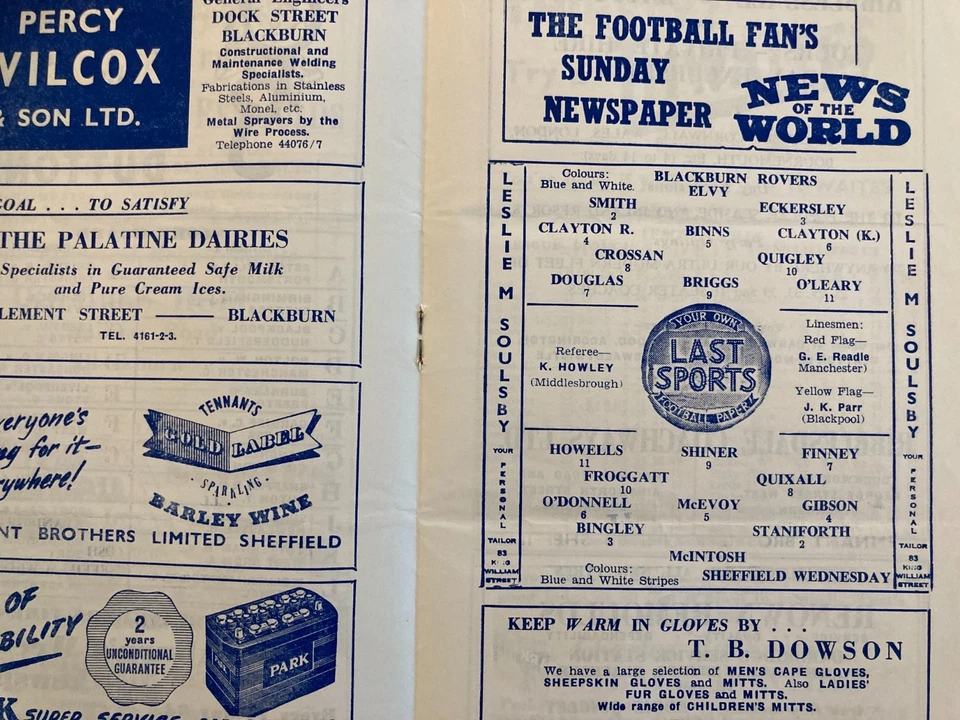 PERCY
WILCOX
& SON LTD.
General Engineers
DOCK STREET
BLACKBURN
Constructional and
Maintenance Welding
Specialists.
Fabrications in Stainless
Steels, Aluminium,
Monel, etc.
Metal Sprayers by the
Wire Process.
Telephone 44076/7
GOAL . . . TO SATISFY
THE PALATINE DAIRIES
Specialists in Guaranteed Safe Milk
and Pure Cream Ices.
LEMENT STREET —— BLACKBURN
TEL. 4161-2-3.
everyone's
ng for it—
rywhere!
TENNANTS
GOLD LABEL
· SPARKLING ·
BARLEY WINE
NT BROTHERS LIMITED SHEFFIELD
OF
BILITY
2
years
UNCONDITIONAL
GUARANTEE
PARK
K SUPER SERVICE
THE FOOTBALL FAN'S
SUNDAY
NEWSPAPER
NEWS
OF THE
WORLD
LESLIE M SOULSBY
YOUR PERSONAL
TAILOR
83
KING
WILLIAM
STREET
Colours:
Blue and White.
BLACKBURN ROVERS
ELVY
SMITH
2
ECKERSLEY
3
CLAYTON R.
4
BINNS
5
CLAYTON (K.)
6
CROSSAN
8
QUIGLEY
10
DOUGLAS
7
BRIGGS
9
O'LEARY
11
Referee—
K. HOWLEY
(Middlesbrough)
YOUR OWN
LAST
SPORTS
FOOTBALL PAPER
Linesmen:
Red Flag—
G. E. Readle
Manchester)
Yellow Flag—
J. K. Parr
(Blackpool)
HOWELLS
11
SHINER
9
FINNEY
7
FROGGATT
10
QUIXALL
8
O'DONNELL
6
McEVOY
5
GIBSON
4
BINGLEY
3
STANIFORTH
2
McINTOSH
Colours:
Blue and White Stripes
SHEFFIELD WEDNESDAY
LESLIE M SOULSBY
YOUR PERSONAL
TAILOR
83
KING
WILLIAM
STREET
KEEP WARM IN GLOVES BY . . .
T. B. DOWSON
We have a large selection of MEN'S CAPE GLOVES,
SHEEPSKIN GLOVES and MITTS. Also LADIES'
FUR GLOVES and MITTS.
Wide range of CHILDREN'S MITTS.